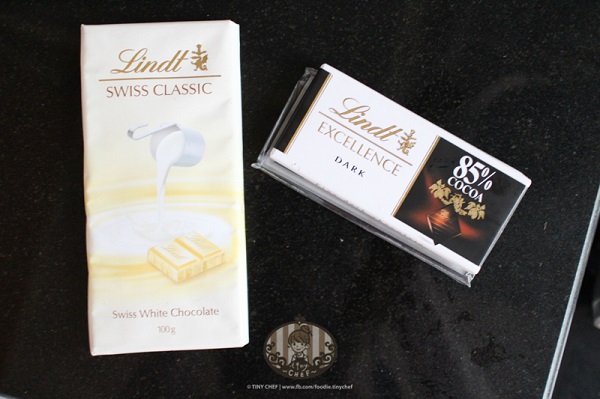 Lindt
SWISS CLASSIC
Swiss White Chocolate
100g
Lindt
EXCELLENCE
DARK
85%
COCOA
Tiny
CHEF
© TINY CHEF | www.fb.com/foodie.tinychef